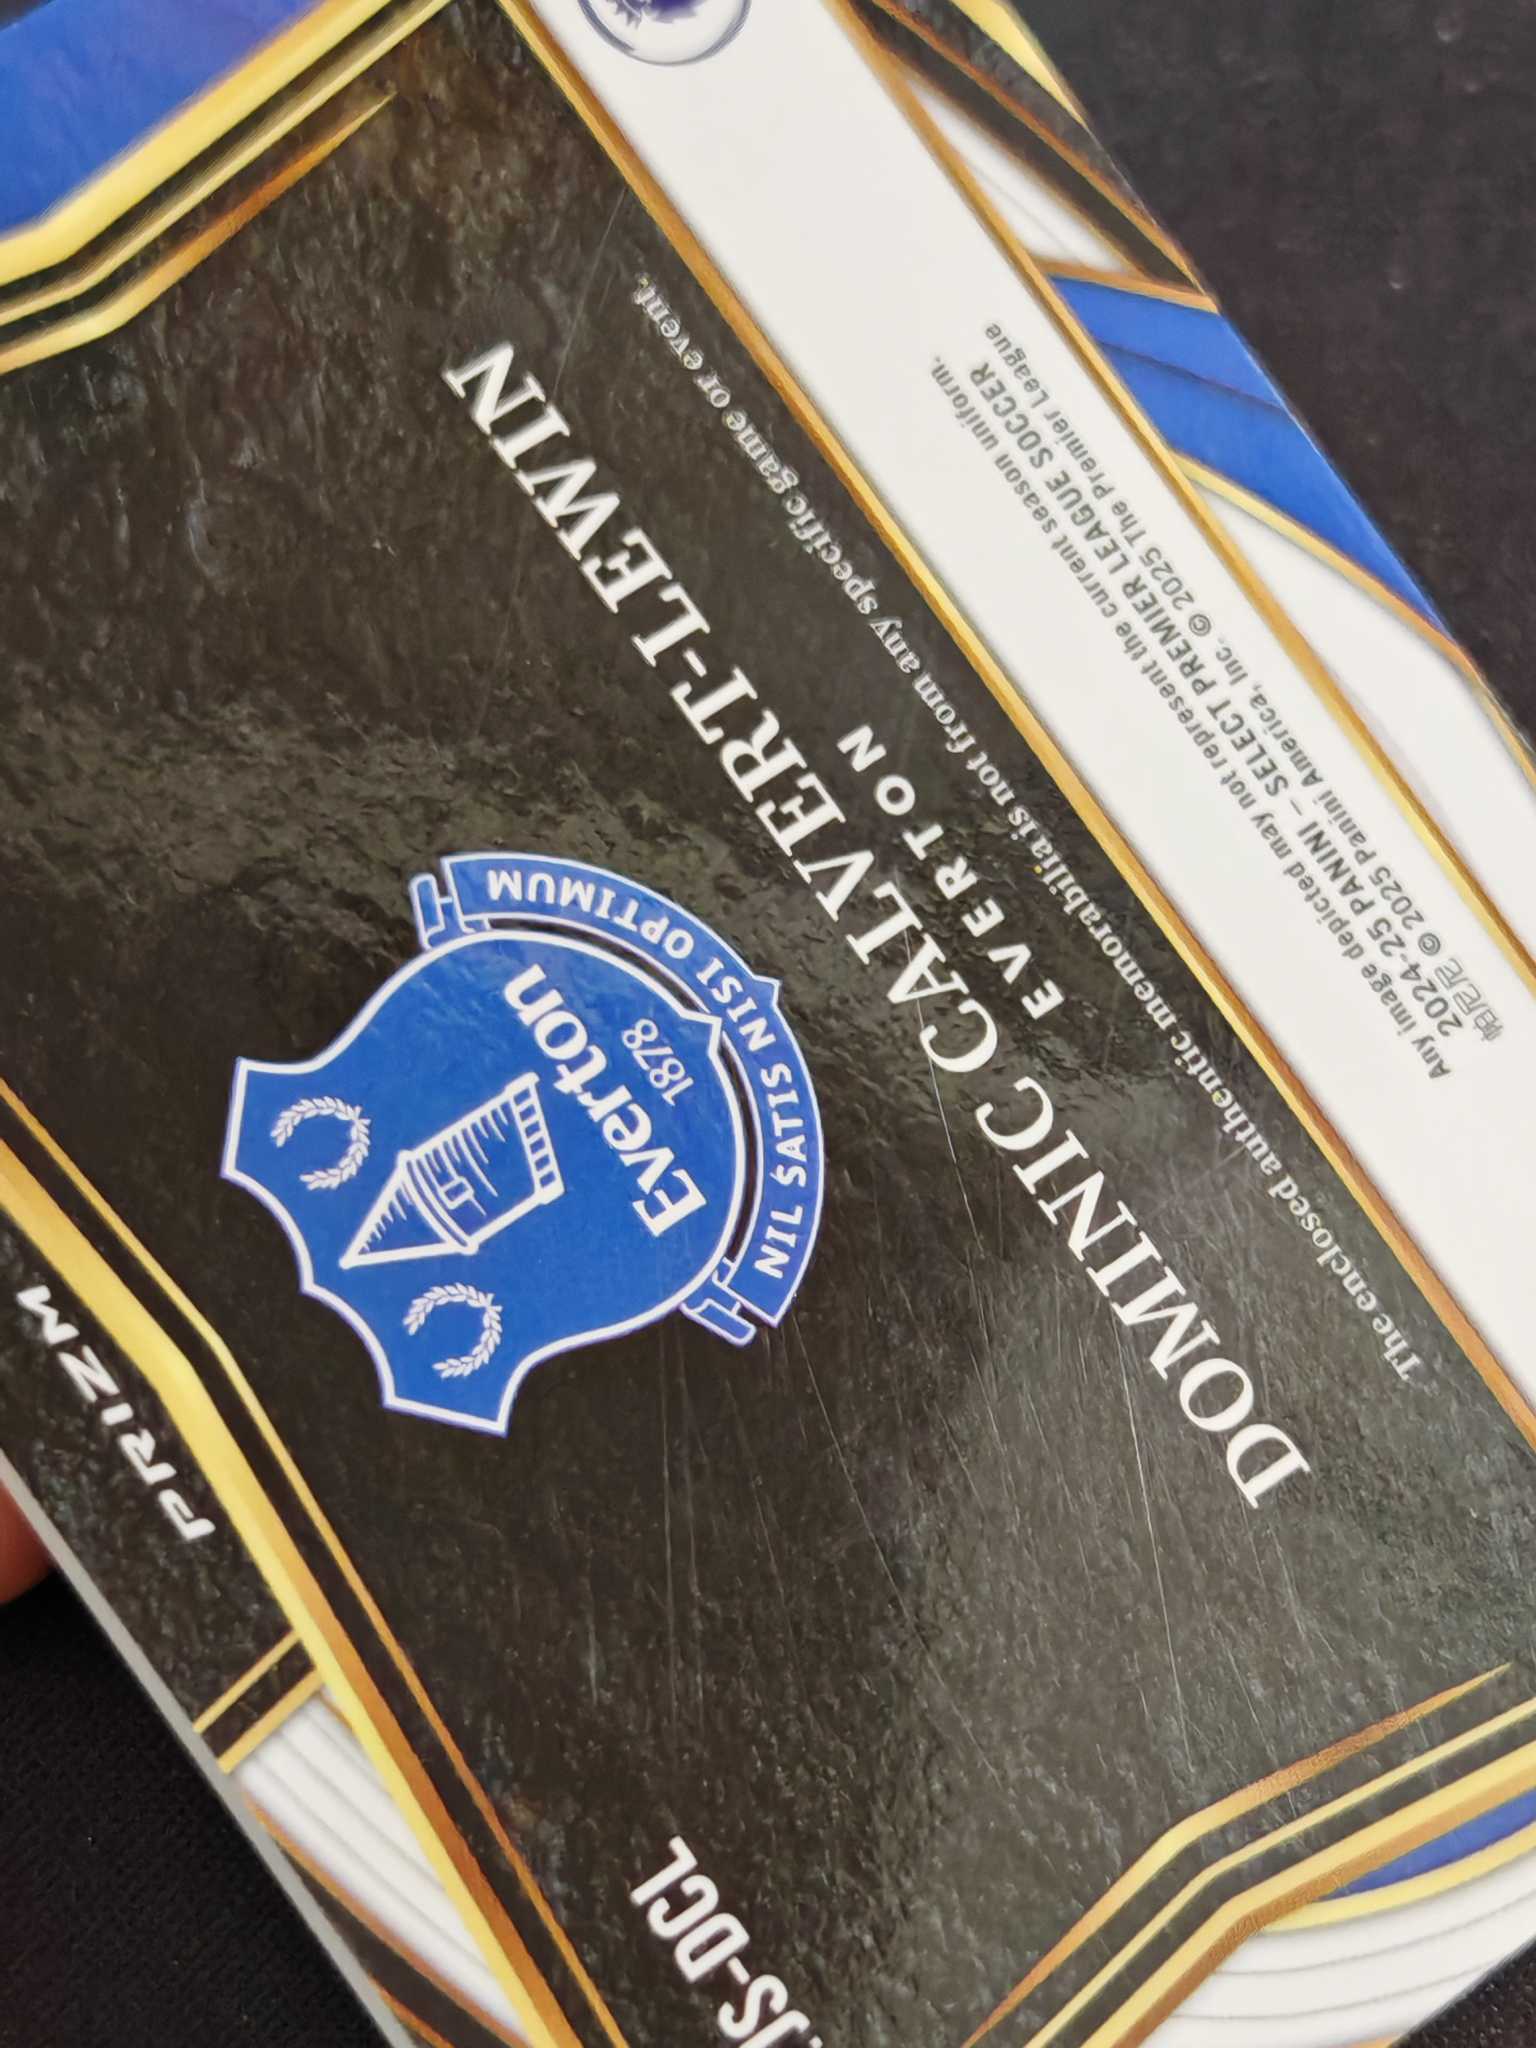 JS-DCL
PRIZM
Everton
1878
NIL SATIS NISI OPTIMUM
DOMINIC CALVERT-LEWIN
EVERTON
The enclosed authentic memorabilia is not from any specific game or event.
Any image depicted may not represent the current season uniform.
2024-25 PANINI – SELECT PREMIER LEAGUE SOCCER
© 2025 Panini America, Inc. © 2025 The Premier League